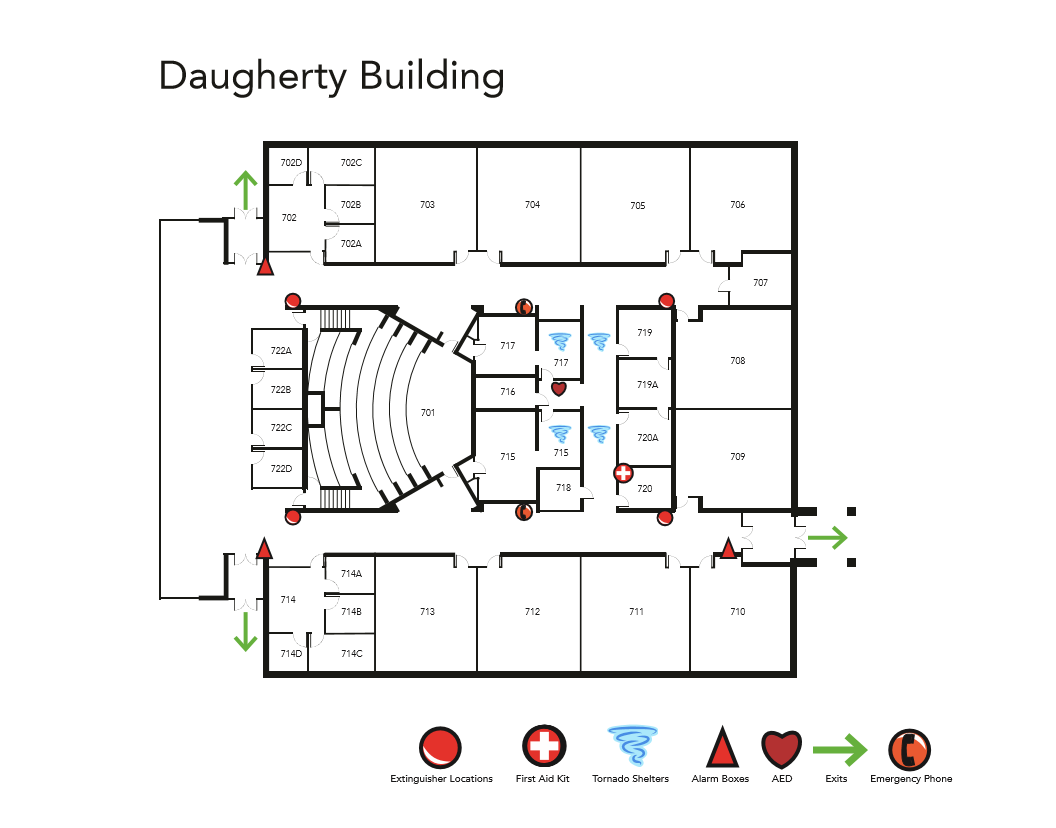 Daugherty Building
702D
702C
702B
702
702A
703
704
705
706
707
722A
722B
722C
722D
701
717
717
716
715
715
718
719
719A
720A
720
708
709
714A
714
714B
714D
714C
713
712
711
710
Extinguisher Locations
First Aid Kit
Tornado Shelters
Alarm Boxes
AED
Exits
Emergency Phone